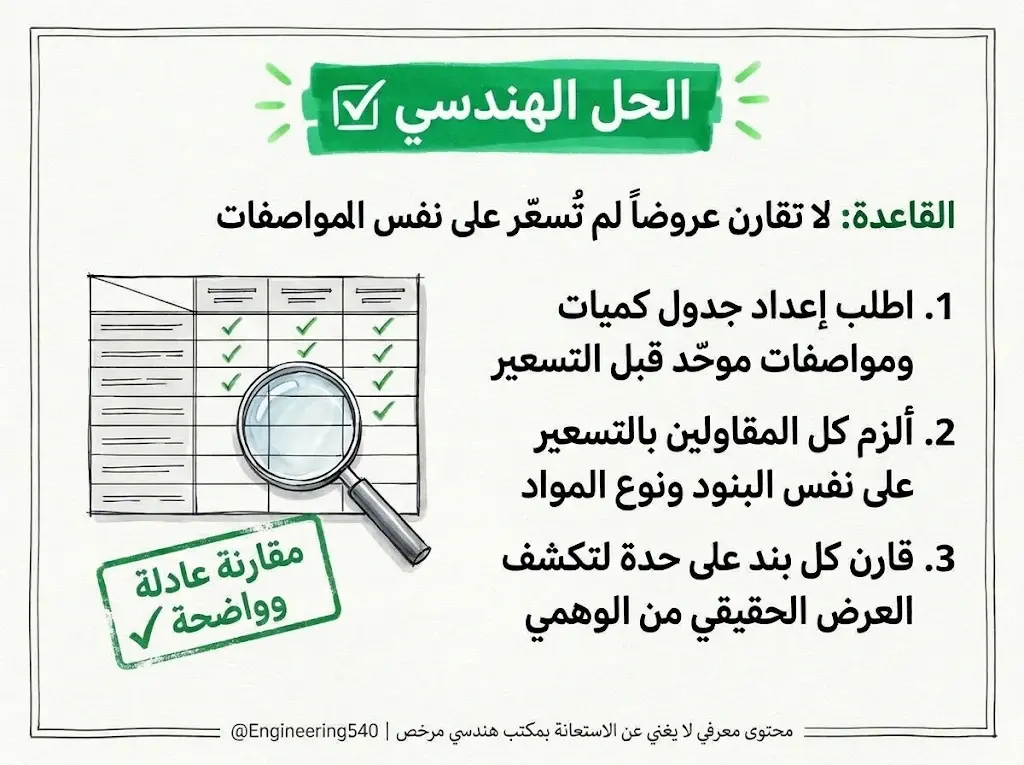 الحل الهندسي
القاعدة: لا تقارن عروضاً لم تُسعّر على نفس المواصفات
1. اطلب إعداد جدول كميات
ومواصفات موحّد قبل التسعير
2. ألزم كل المقاولين بالتسعير
على نفس البنود ونوع المواد
3. قارن كل بند على حدة لتكشف
العرض الحقيقي من الوهمي
مقارنة عادلة
وواضحة ✓
محتوى معرفي لا يغني عن الاستعانة بمكتب هندسي مرخص | @Engineering540